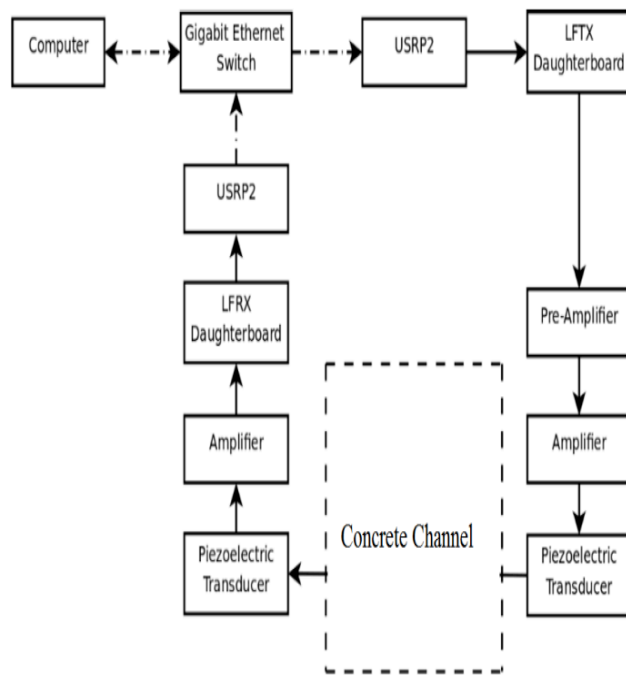 Computer
Gigabit Ethernet
Switch
USRP2
LFTX
Daughterboard
USRP2
LFRX
Daughterboard
Pre-Amplifier
Amplifier
Amplifier
Concrete Channel
Piezoelectric
Transducer
Piezoelectric
Transducer